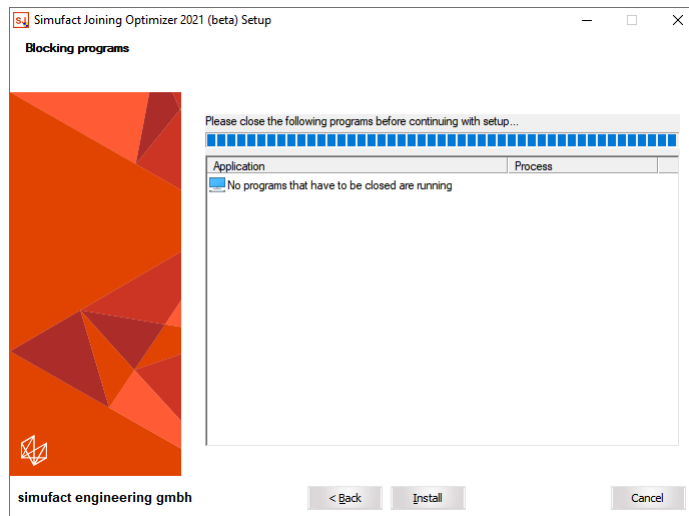 Simufact Joining Optimizer 2021 (beta) Setup
Blocking programs
Please close the following programs before continuing with setup...
Application Process
No programs that have to be closed are running
simufact engineering gmbh < Back Install Cancel